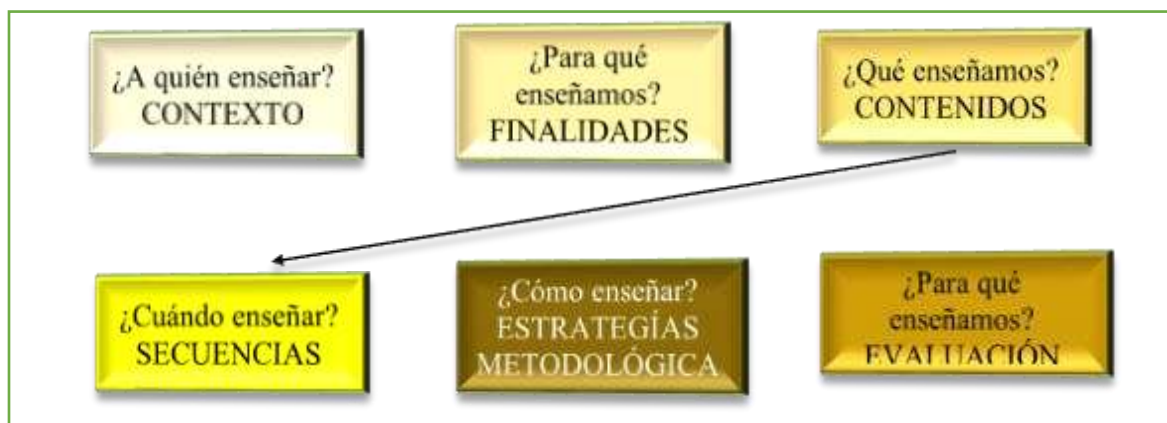 ¿A quién enseñar?
CONTEXTO
¿Para qué
enseñamos?
FINALIDADES
¿Qué enseñamos?
CONTENIDOS
¿Cuándo enseñar?
SECUENCIAS
¿Cómo enseñar?
ESTRATEGÍAS
METODOLÓGICA
¿Para qué
enseñamos?
EVALUACIÓN